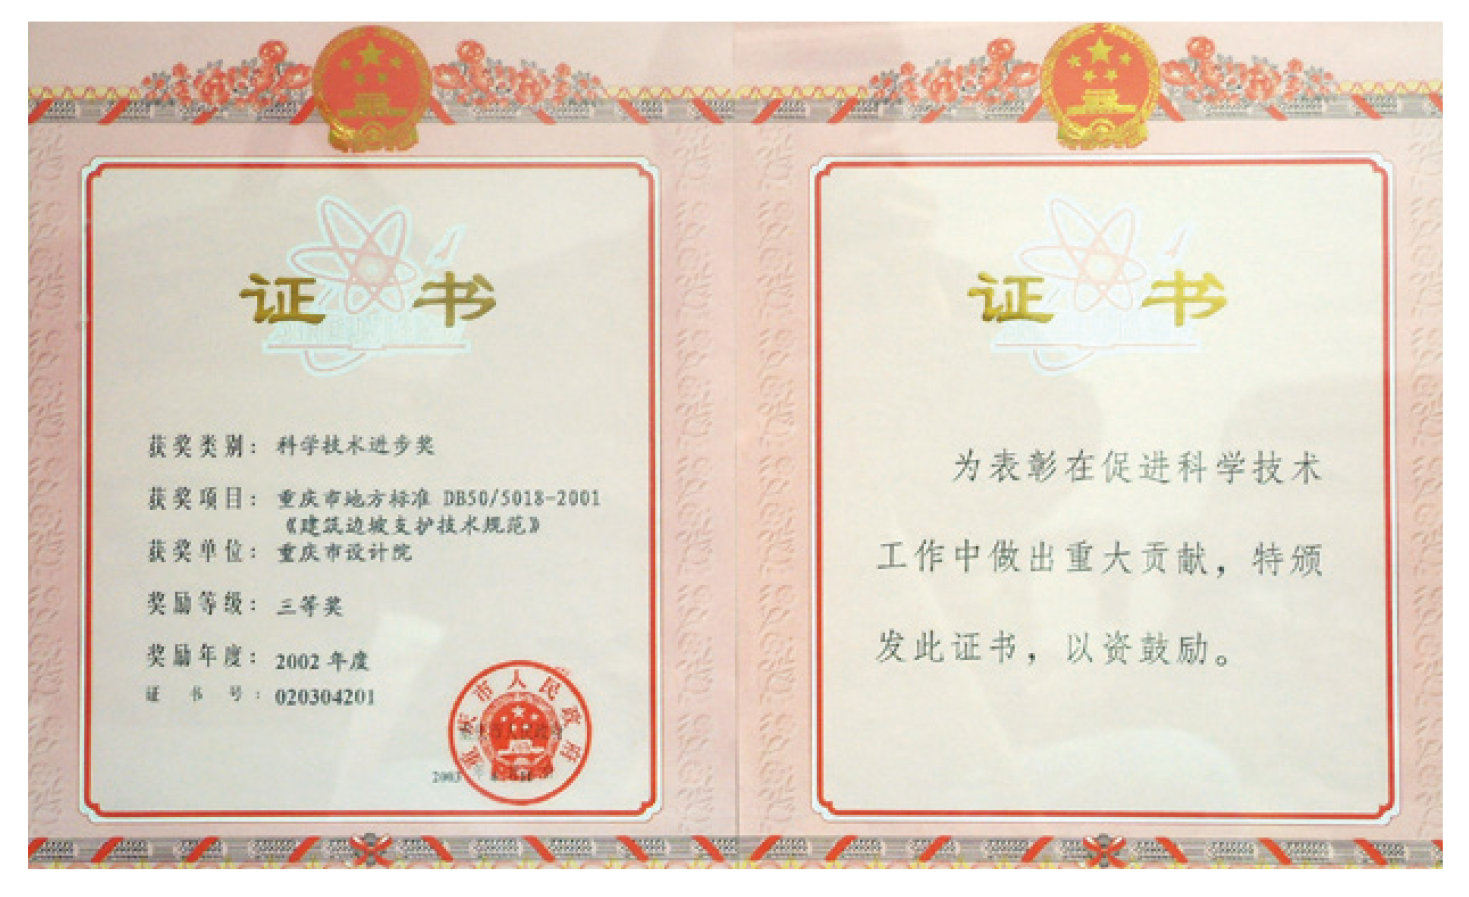 证 书
获奖类别：科学技术进步奖
获奖项目：重庆市地方标准 DB50/5018-2001
《建筑边坡支护技术规范》
获奖单位：重庆市设计院
奖励等级：三等奖
奖励年度：2002 年度
证 书 号：020304201
重庆市人民政府
2003 年
证 书
为表彰在促进科学技术
工作中做出重大贡献，特颁
发此证书，以资鼓励。